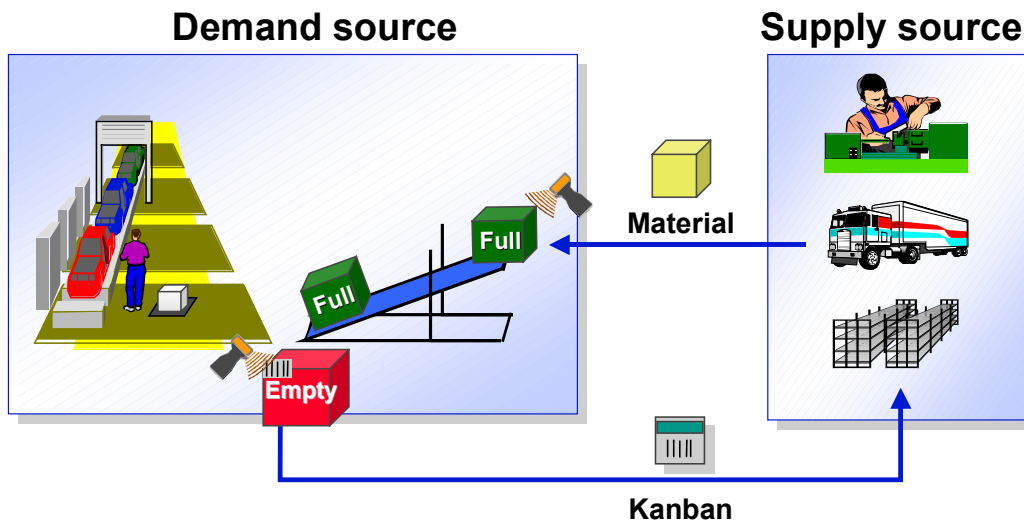 Demand source
Supply source
Material
Full
Full
Empty
Kanban